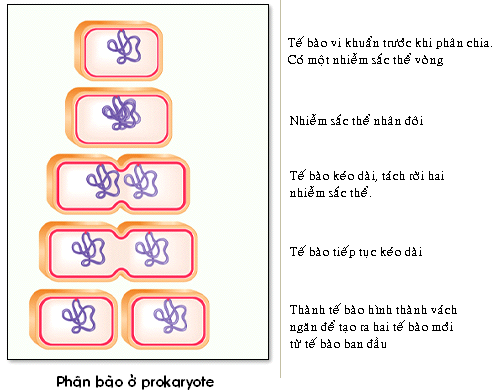 Tế bào vi khuẩn trước khi phân chia.
Có một nhiễm sắc thể vòng
Nhiễm sắc thể nhân đôi
Tế bào kéo dài, tách rời hai
nhiễm sắc thể.
Tế bào tiếp tục kéo dài
Thành tế bào hình thành vách
ngăn để tạo ra hai tế bào mới
từ tế bào ban đầu
Phân bào ở prokaryote